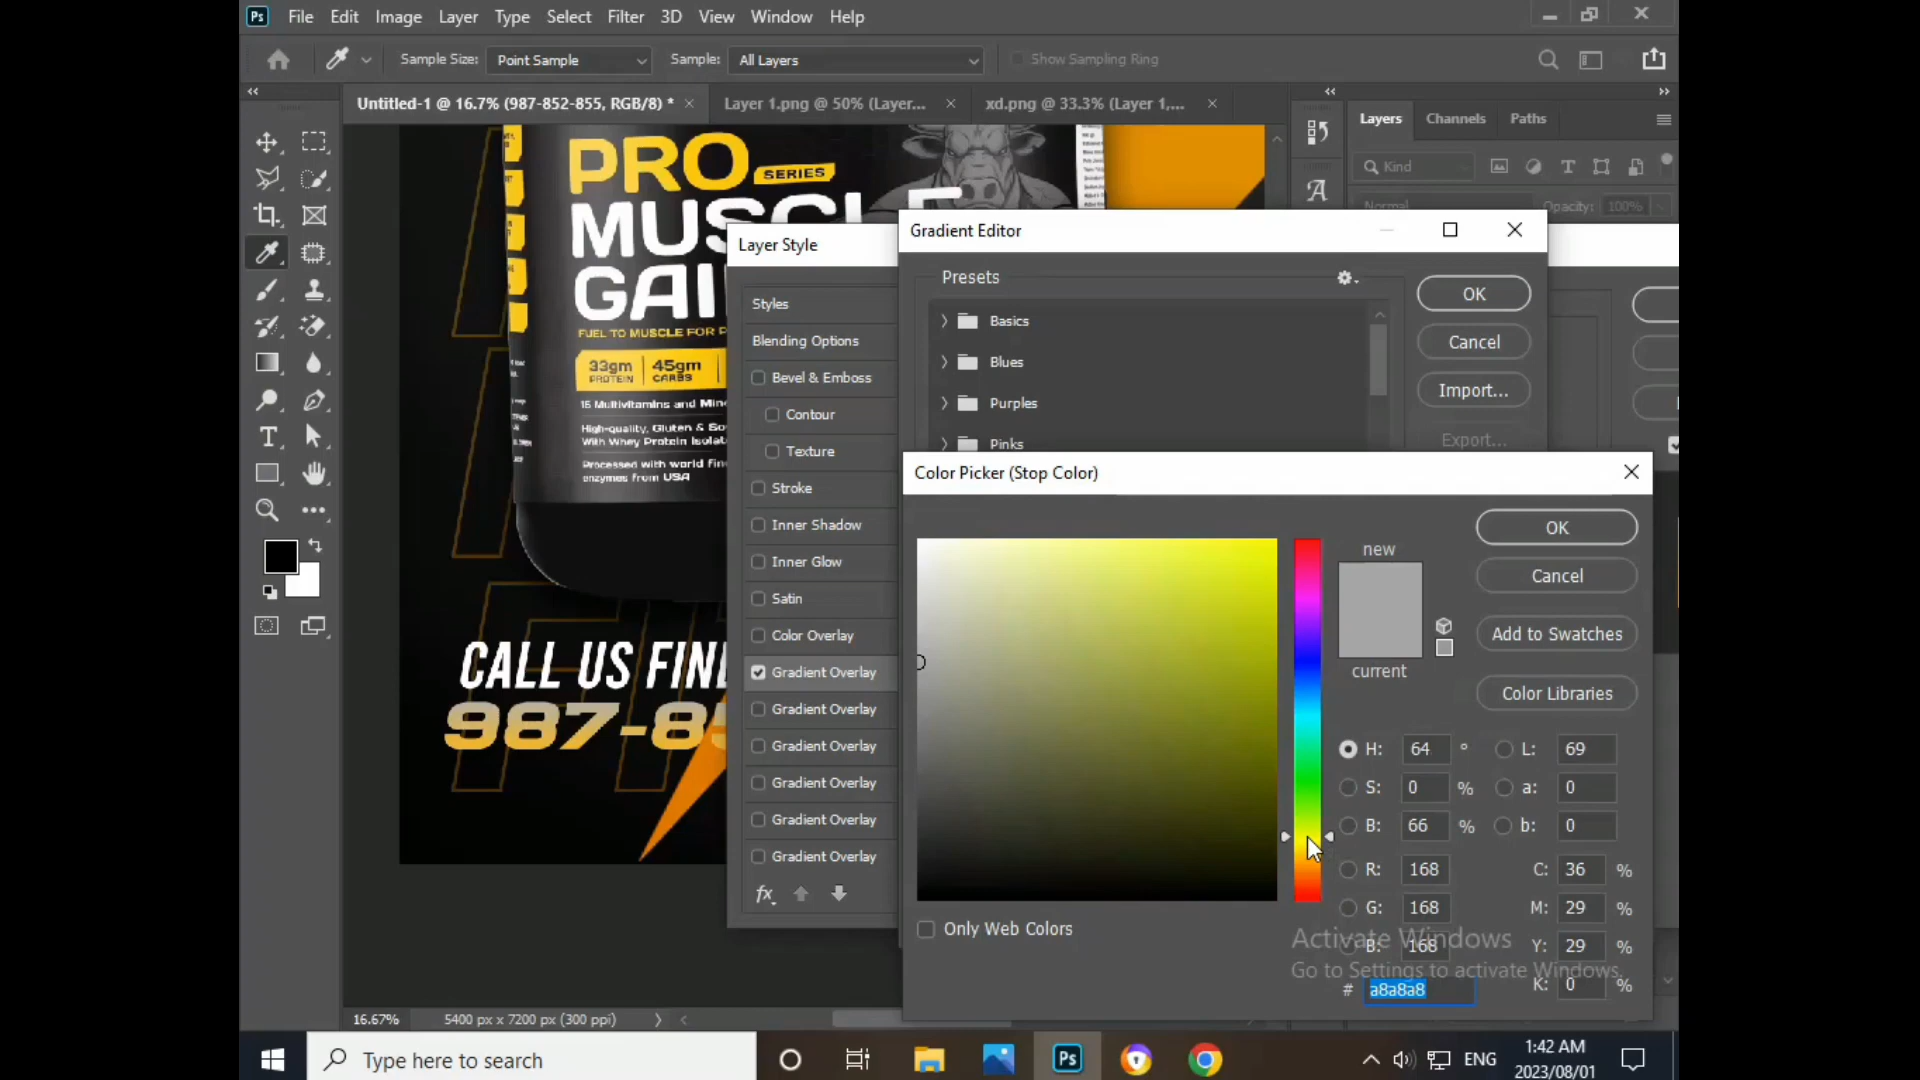 Ps File Edit Image Layer Type Select Filter 3D View Window Help
Sample Size: Point Sample Sample: All Layers Show Sampling Ring
Untitled-1 @ 16.7% (987-852-855, RGB/8) * × Layer 1.png @ 50% (Layer... × xd.png @ 33.3% (Layer 1,... ×
Layers Channels Paths
Kind
Normal Opacity: 100%
PRO SERIES
MUSCLE
GAI
FUEL TO MUSCLE FOR P
33gm PROTEIN 45gm CARBS
15 Multivitamins and Min
High-quality, Gluten & So
With Whey Protein Isolat
Processed with world fin
enzymes from USA
CALL US FIND
987-85
Layer Style
Styles
Blending Options
Bevel & Emboss
Contour
Texture
Stroke
Inner Shadow
Inner Glow
Satin
Color Overlay
Gradient Overlay
Gradient Overlay
Gradient Overlay
Gradient Overlay
Gradient Overlay
Gradient Overlay
fx
Gradient Editor
Presets
Basics
Blues
Purples
Pinks
OK
Cancel
Import...
Export...
Color Picker (Stop Color)
new
current
OK
Cancel
Add to Swatches
Color Libraries
H: 64 ° L: 69
S: 0 % a: 0
B: 66 % b: 0
R: 168 C: 36 %
G: 168 M: 29 %
B: 168 Y: 29 %
# a8a8a8 K: 0 %
Only Web Colors
Activate Windows
Go to Settings to activate Windows.
16.67% 5400 px x 7200 px (300 ppi)
Type here to search
Ps
ENG
1:42 AM
2023/08/01